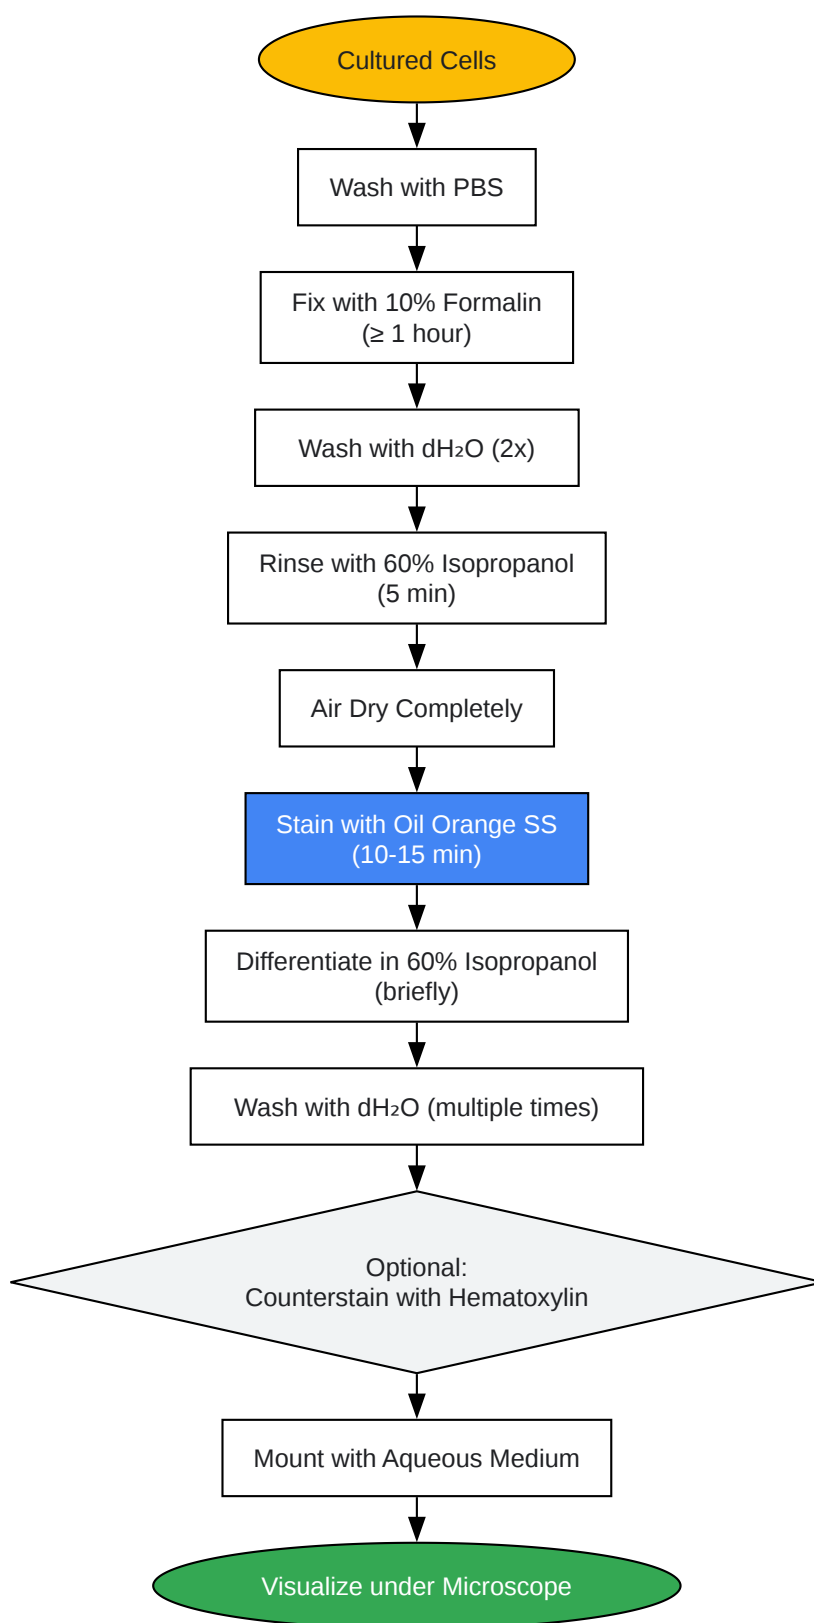 Cultured Cells
Wash with PBS
Fix with 10% Formalin
(≥ 1 hour)
Wash with dH₂O (2x)
Rinse with 60% Isopropanol
(5 min)
Air Dry Completely
Stain with Oil Orange SS
(10-15 min)
Differentiate in 60% Isopropanol
(briefly)
Wash with dH₂O (multiple times)
Optional:
Counterstain with Hematoxylin
Mount with Aqueous Medium
Visualize under Microscope